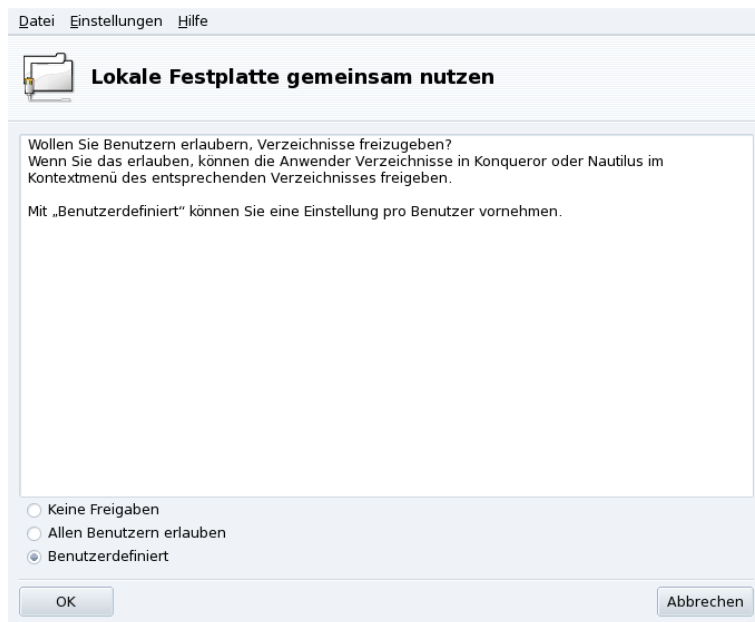 Datei Einstellungen Hilfe
Lokale Festplatte gemeinsam nutzen
Wollen Sie Benutzern erlaubern, Verzeichnisse freizugeben?
Wenn Sie das erlauben, können die Anwender Verzeichnisse in Konqueror oder Nautilus im
Kontextmenü des entsprechenden Verzeichnisses freigeben.
Mit „Benutzerdefiniert“ können Sie eine Einstellung pro Benutzer vornehmen.
Keine Freigaben
Allen Benutzern erlauben
Benutzerdefiniert
OK Abbrechen